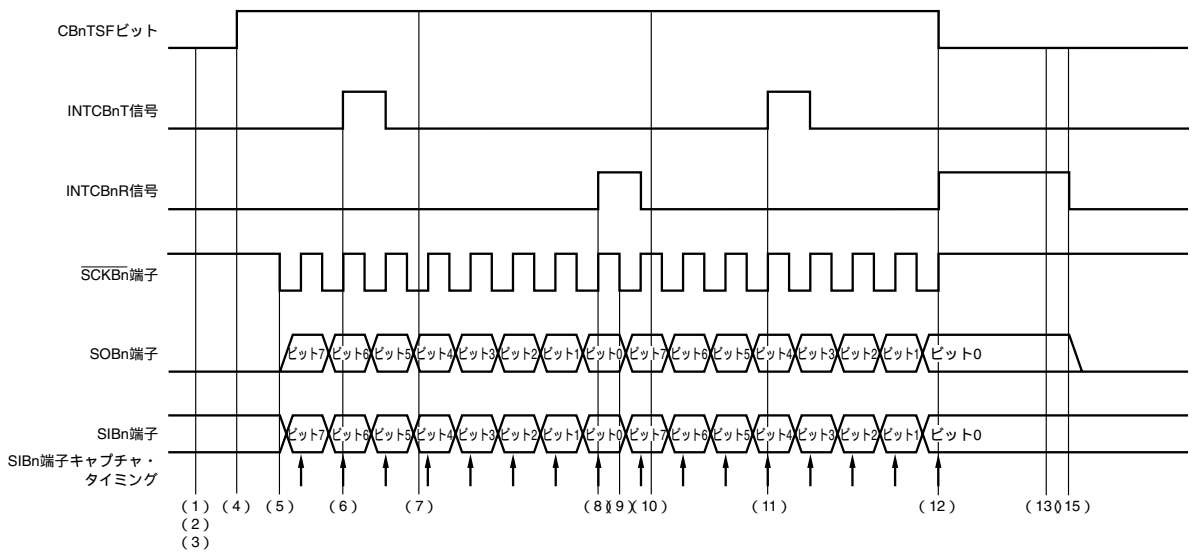 CBnTSFビット
INTCBnT信号
INTCBnR信号
SCKBn端子
SOBn端子
ビット7 ビット6 ビット5 ビット4 ビット3 ビット2 ビット1 ビット0 ビット7 ビット6 ビット5 ビット4 ビット3 ビット2 ビット1 ビット0
SIBn端子
ビット7 ビット6 ビット5 ビット4 ビット3 ビット2 ビット1 ビット0 ビット7 ビット6 ビット5 ビット4 ビット3 ビット2 ビット1 ビット0
SIBn端子キャプチャ・
タイミング
(1) (4) (5) (6) (7) (8)(9)(10) (11) (12) (13)(15)
(2)
(3)